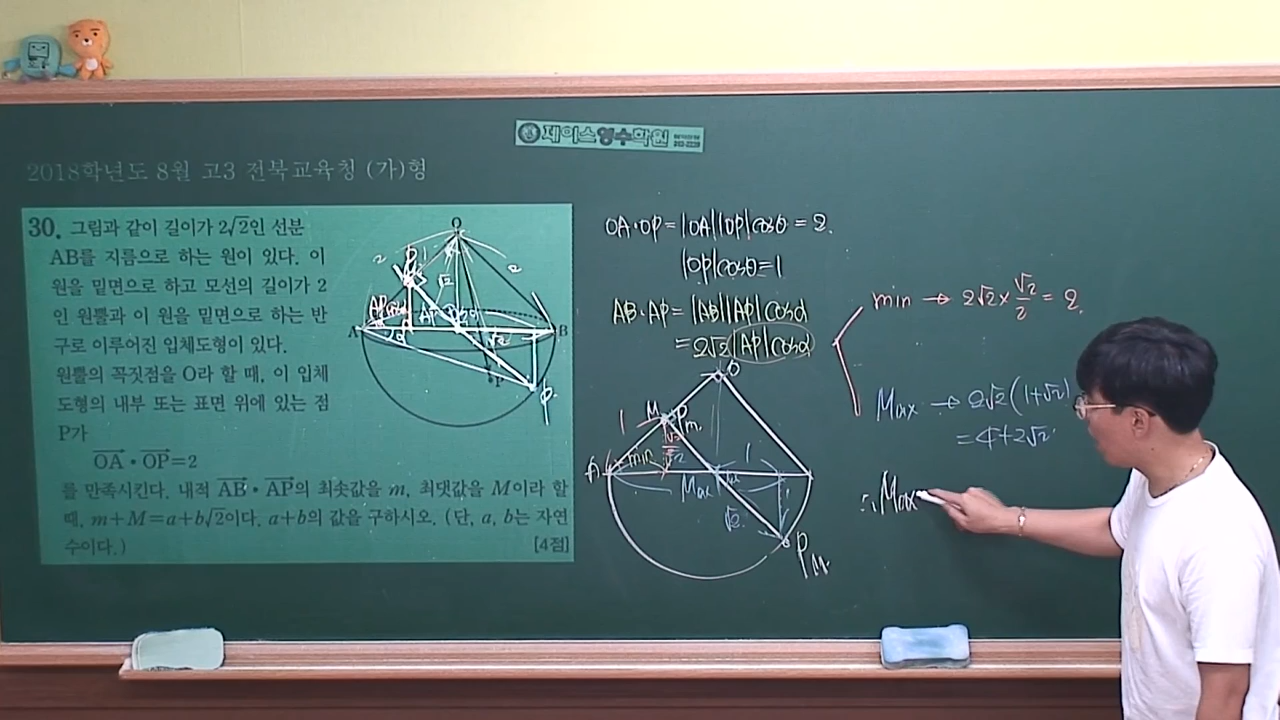 제이스영수학원
2018학년도 8월 고3 전북교육청 (가)형
30. 그림과 같이 길이가 2√2인 선분
AB를 지름으로 하는 원이 있다. 이
원을 밑면으로 하고 모선의 길이가 2
인 원뿔과 이 원을 밑면으로 하는 반
구로 이루어진 입체도형이 있다.
원뿔의 꼭짓점을 O라 할 때, 이 입체
도형의 내부 또는 표면 위에 있는 점
P가
OA・OP=2
를 만족시킨다. 내적 AB・AP의 최솟값을 m, 최댓값을 M이라 할
때, m+M=a+b√2이다. a+b의 값을 구하시오. (단, a, b는 자연
수이다.)
[4점]
O
A
B
P
OA・OP = |OA||OP|cosθ = 2.
|OP|cosθ=1
AB・AP = |AB||AP|cosα
= 2√2|AP|cosα
min → 2√2 × √2/2 = 2.
Max → 2√2(1+√2)
= 4+2√2
∴ Max
O
M
Pm
1
A
min
Max
1
√2
PM